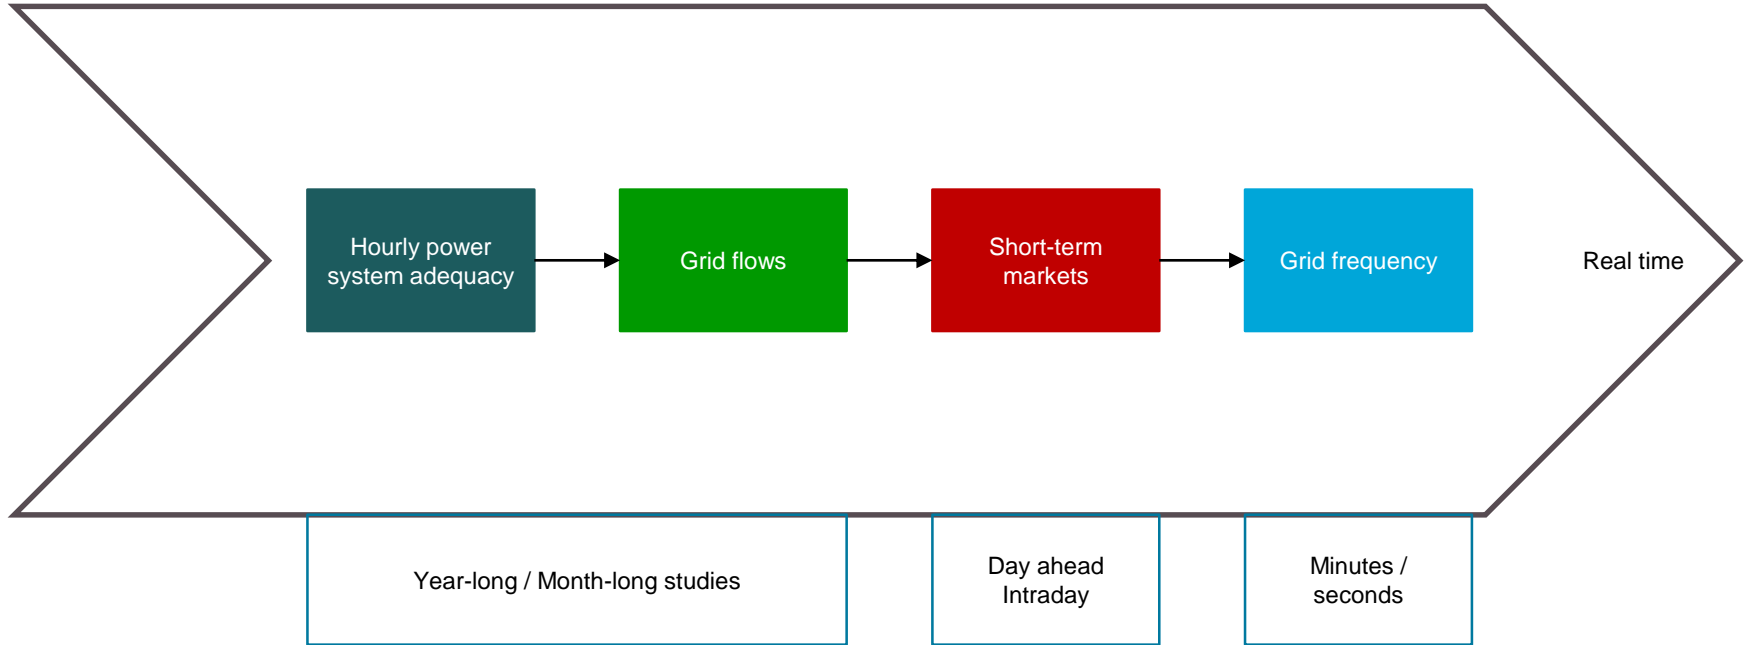 Hourly power
system adequacy
Grid flows
Short-term
markets
Grid frequency
Real time
Year-long / Month-long studies
Day ahead
Intraday
Minutes /
seconds